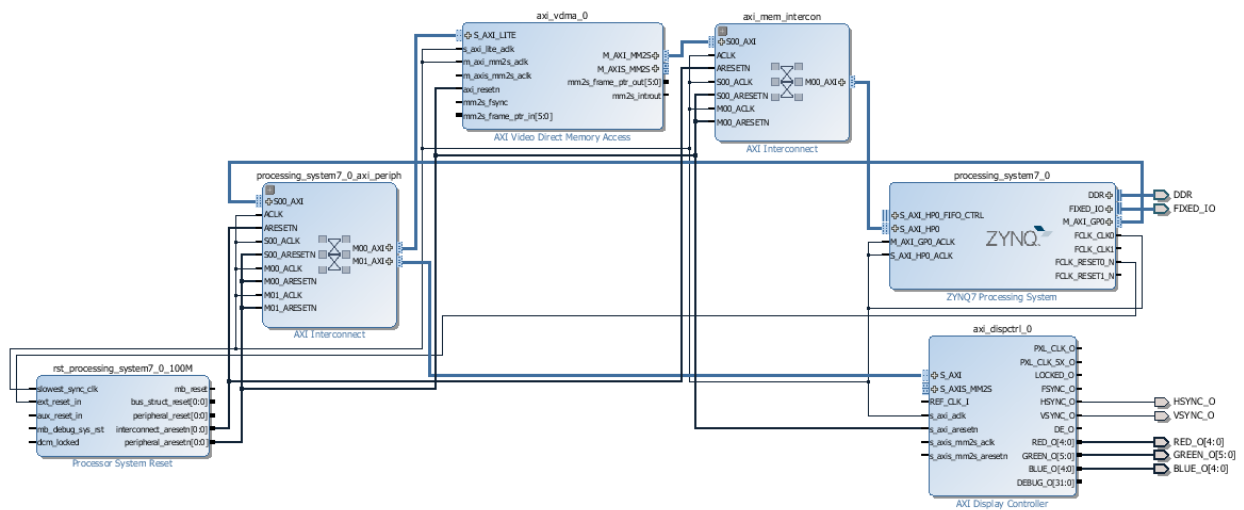 axi_vdma_0
S_AXI_LITE
s_axi_lite_aclk
m_axi_mm2s_aclk
m_axis_mm2s_aclk
axi_resetn
mm2s_fsync
mm2s_frame_ptr_in[5:0]
M_AXI_MM2S
M_AXIS_MM2S
mm2s_frame_ptr_out[5:0]
mm2s_introut
AXI Video Direct Memory Access
axi_mem_intercon
S00_AXI
ACLK
ARESETN
S00_ACLK
S00_ARESETN
M00_ACLK
M00_ARESETN
M00_AXI
AXI Interconnect
processing_system7_0_axi_periph
S00_AXI
ACLK
ARESETN
S00_ACLK
S00_ARESETN
M00_ACLK
M00_ARESETN
M01_ACLK
M01_ARESETN
M00_AXI
M01_AXI
AXI Interconnect
processing_system7_0
S_AXI_HP0_FIFO_CTRL
S_AXI_HP0
M_AXI_GP0_ACLK
S_AXI_HP0_ACLK
ZYNQ
DDR
FIXED_IO
M_AXI_GP0
FCLK_CLK0
FCLK_CLK1
FCLK_RESET0_N
FCLK_RESET1_N
ZYNQ7 Processing System
DDR
FIXED_IO
rst_processing_system7_0_100M
slowest_sync_clk
ext_reset_in
aux_reset_in
mb_debug_sys_rst
dcm_locked
mb_reset
bus_struct_reset[0:0]
peripheral_reset[0:0]
interconnect_aresetn[0:0]
peripheral_aresetn[0:0]
Processor System Reset
axi_dispctrl_0
S_AXI
S_AXIS_MM2S
REF_CLK_I
s_axi_aclk
s_axi_aresetn
s_axis_mm2s_aclk
s_axis_mm2s_aresetn
PXL_CLK_O
PXL_CLK_5X_O
LOCKED_O
FSYNC_O
HSYNC_O
VSYNC_O
DE_O
RED_O[4:0]
GREEN_O[5:0]
BLUE_O[4:0]
DEBUG_O[31:0]
AXI Display Controller
HSYNC_O
VSYNC_O
RED_O[4:0]
GREEN_O[5:0]
BLUE_O[4:0]